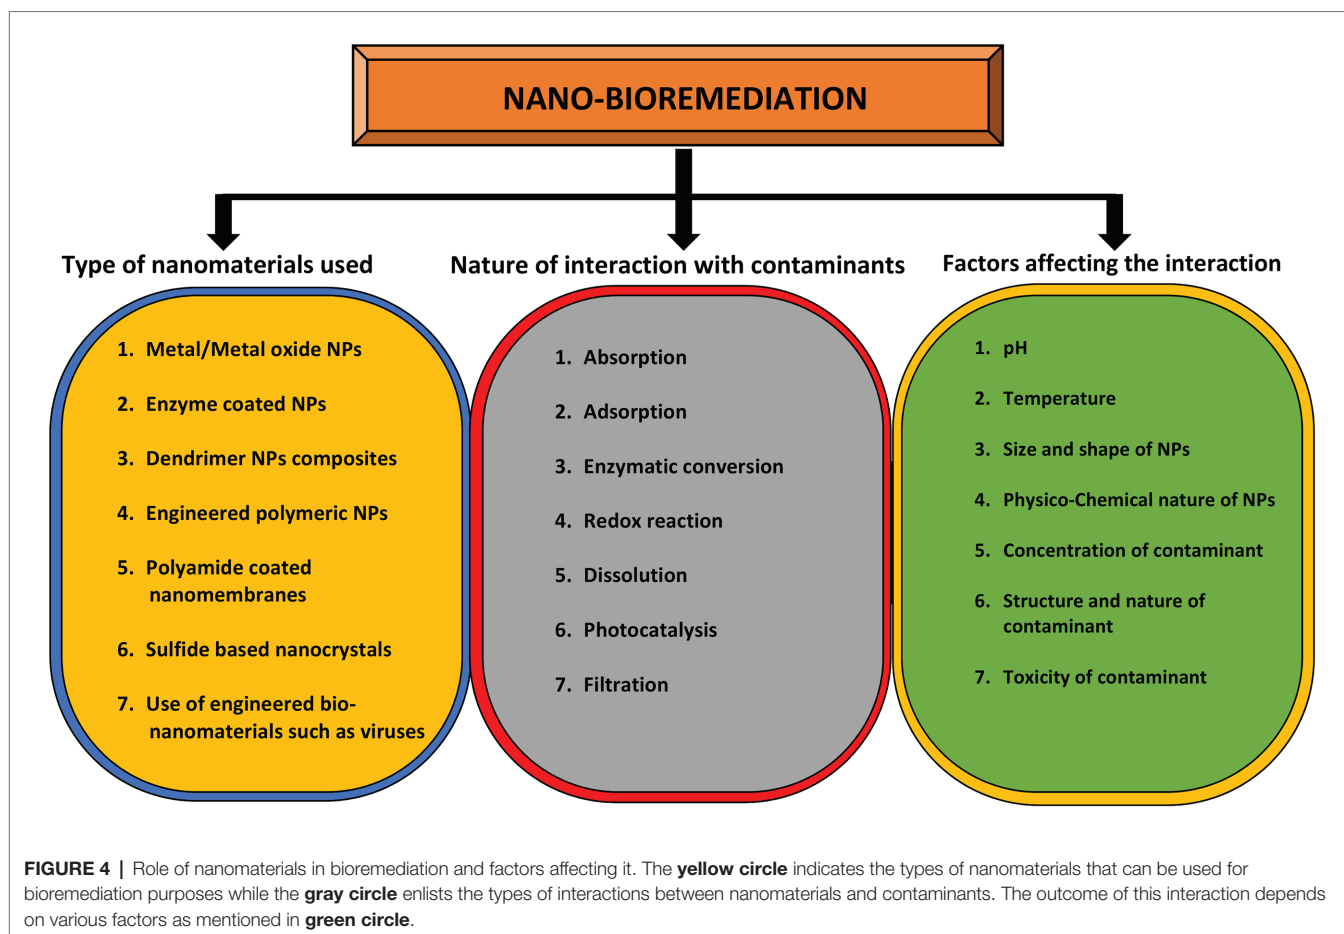 NANO-BIOREMEDIATION
Type of nanomaterials used
1. Metal/Metal oxide NPs
2. Enzyme coated NPs
3. Dendrimer NPs composites
4. Engineered polymeric NPs
5. Polyamide coated
nanomembranes
6. Sulfide based nanocrystals
7. Use of engineered bio-
nanomaterials such as viruses
Nature of interaction with contaminants
1. Absorption
2. Adsorption
3. Enzymatic conversion
4. Redox reaction
5. Dissolution
6. Photocatalysis
7. Filtration
Factors affecting the interaction
1. pH
2. Temperature
3. Size and shape of NPs
4. Physico-Chemical nature of NPs
5. Concentration of contaminant
6. Structure and nature of
contaminant
7. Toxicity of contaminant
FIGURE 4 | Role of nanomaterials in bioremediation and factors affecting it. The yellow circle indicates the types of nanomaterials that can be used for
bioremediation purposes while the gray circle enlists the types of interactions between nanomaterials and contaminants. The outcome of this interaction depends
on various factors as mentioned in green circle.